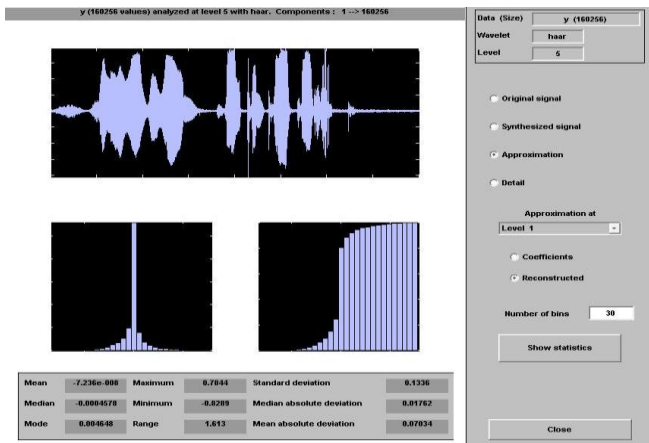 y (160256 values) analyzed at level 5 with haar. Components : 1 --> 160256
Data (Size) y (160256)
Wavelet haar
Level 5
Original signal
Synthesized signal
Approximation
Detail
Approximation at
Level 1
Coefficients
Reconstructed
Number of bins 30
Show statistics
Mean -7.236e-008 Maximum 0.7844 Standard deviation 0.1336
Median -0.0004578 Minimum -0.8289 Median absolute deviation 0.01762
Mode 0.004648 Range 1.613 Mean absolute deviation 0.07034
Close